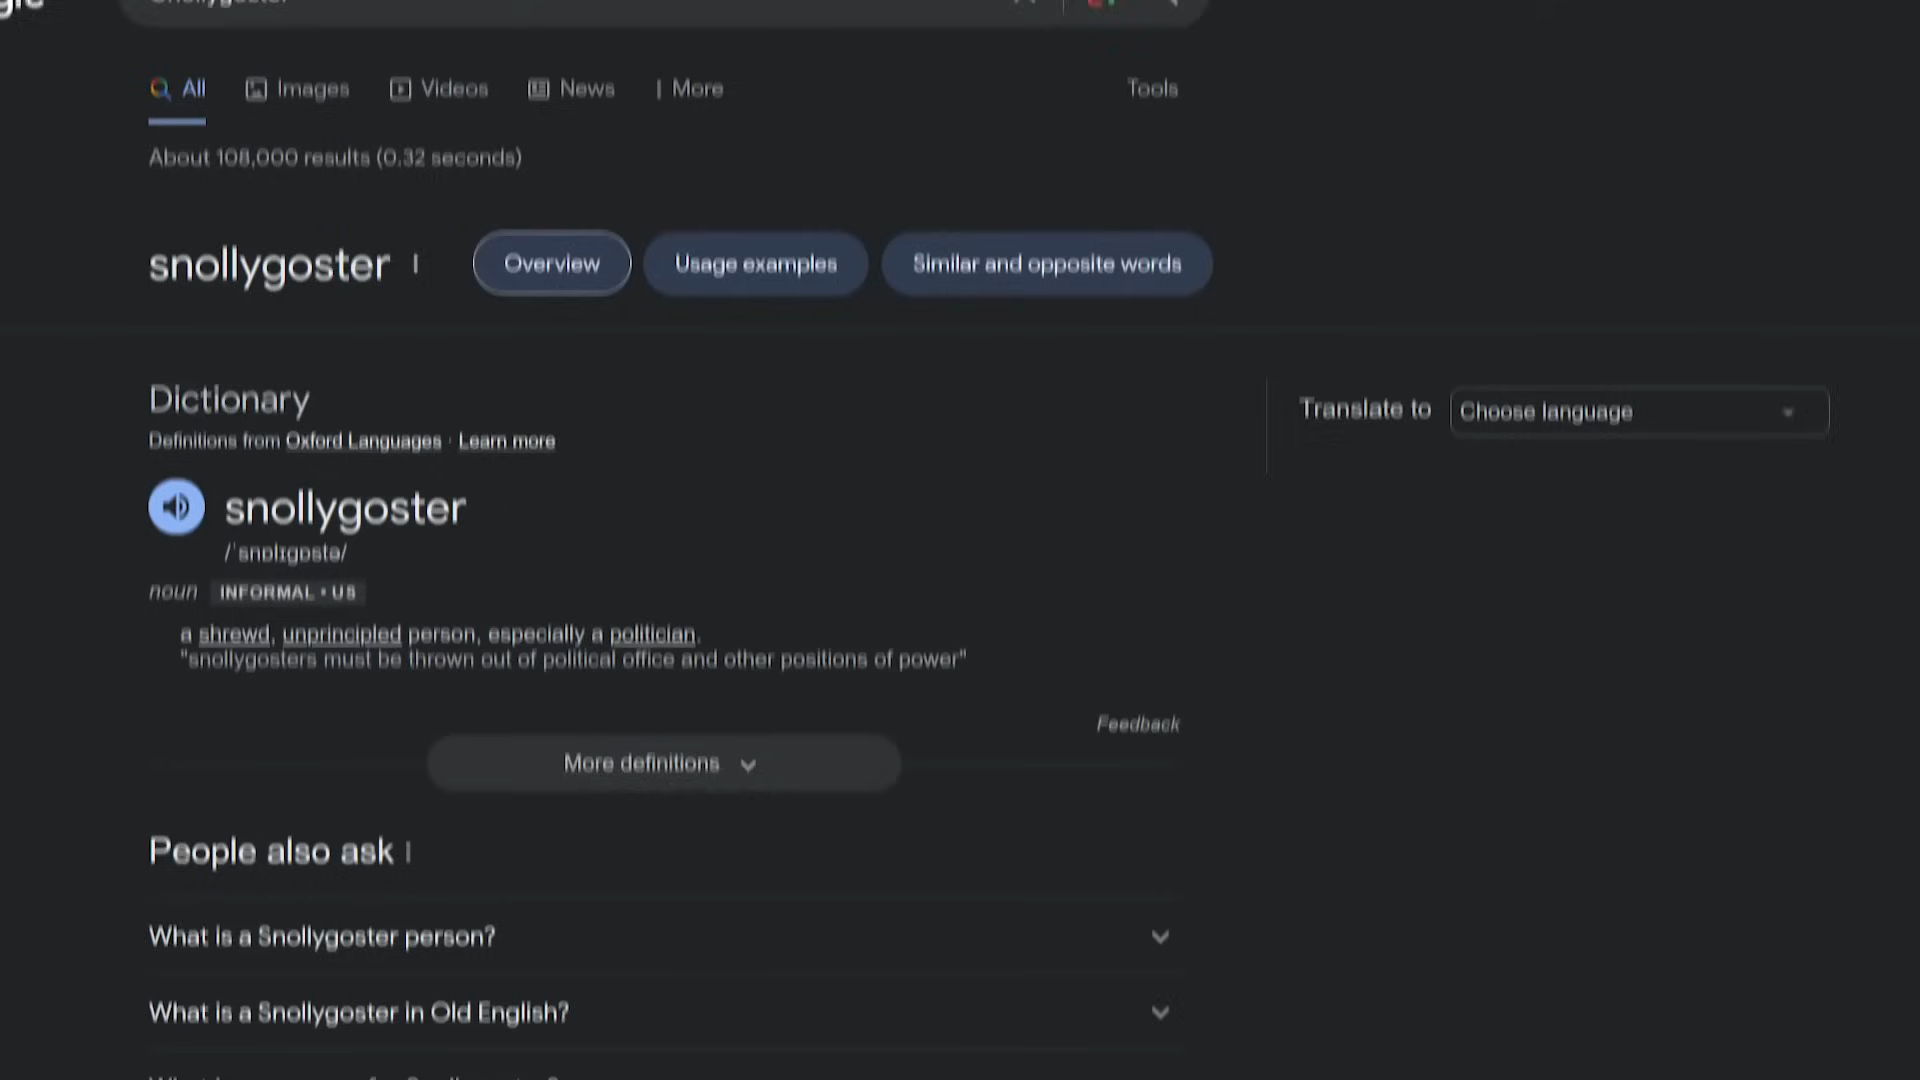 All Images Videos News More Tools
About 108,000 results (0.32 seconds)
snollygoster Overview Usage examples Similar and opposite words
Dictionary
Translate to Choose language
Definitions from Oxford Languages · Learn more
snollygoster
/ˈsnɒlɪɡɒstə/
noun INFORMAL • US
a shrewd, unprincipled person, especially a politician.
"snollygosters must be thrown out of political office and other positions of power"
Feedback
More definitions
People also ask
What is a Snollygoster person?
What is a Snollygoster in Old English?